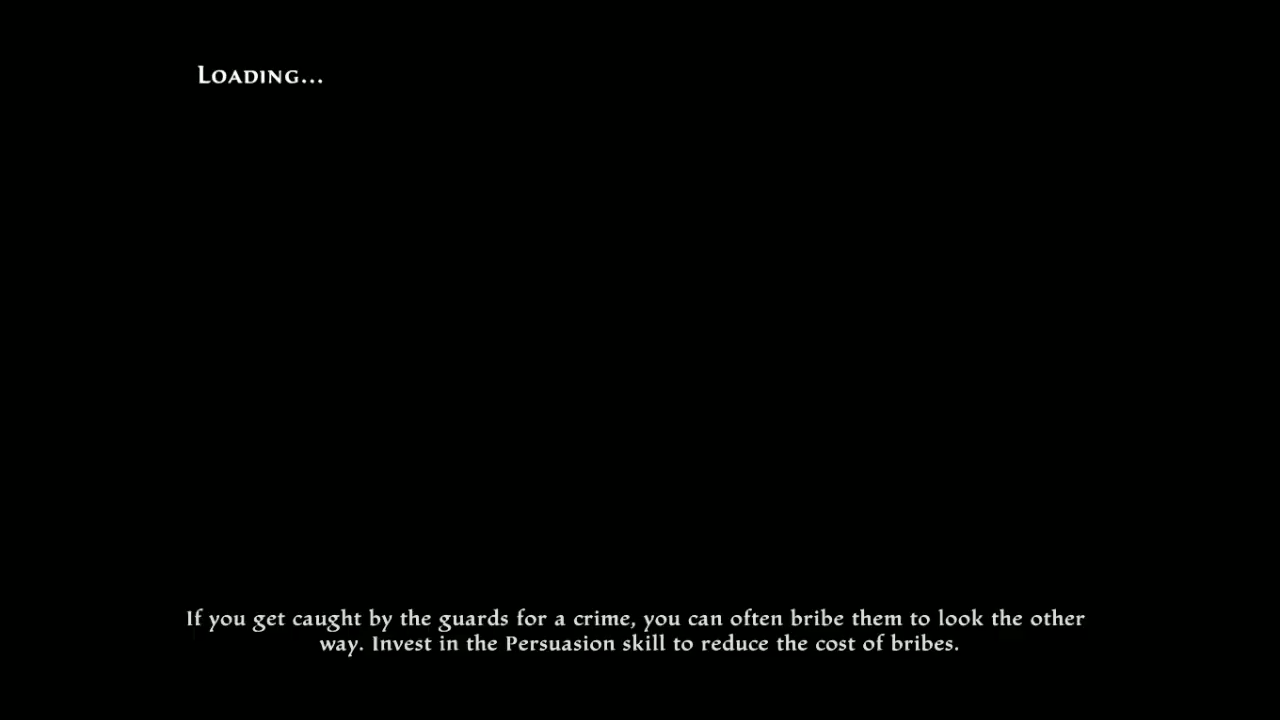 Loading...
If you get caught by the guards for a crime, you can often bribe them to look the other
way. Invest in the Persuasion skill to reduce the cost of bribes.